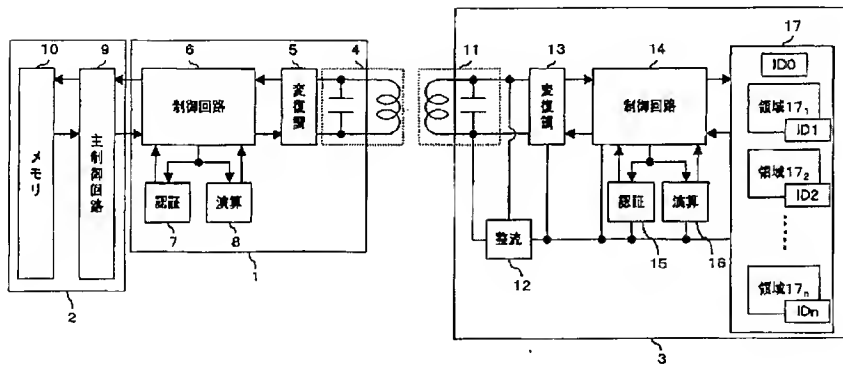 10
9
メモリ
主制御回路
2
6
5
4
制御回路
変復調
認証
演算
7
8
1
11
13
14
17
変復調
制御回路
整流
12
認証
演算
15
16
ID0
領域17₁
ID1
領域17₂
ID2
領域17ₙ
IDn
3